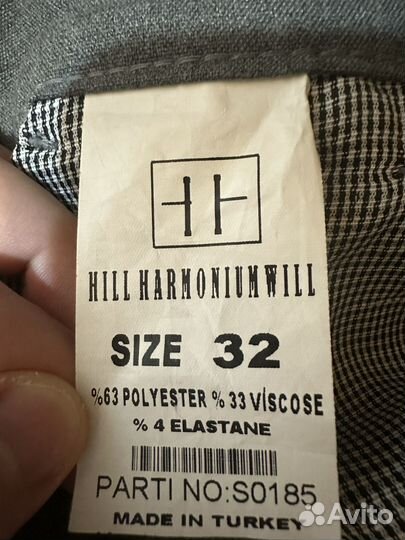 HILL HARMONIUMWILL
SIZE 32
%63 POLYESTER % 33 VİSCOSE
% 4 ELASTANE
PARTI NO:S0185
MADE IN TURKEY
Avito